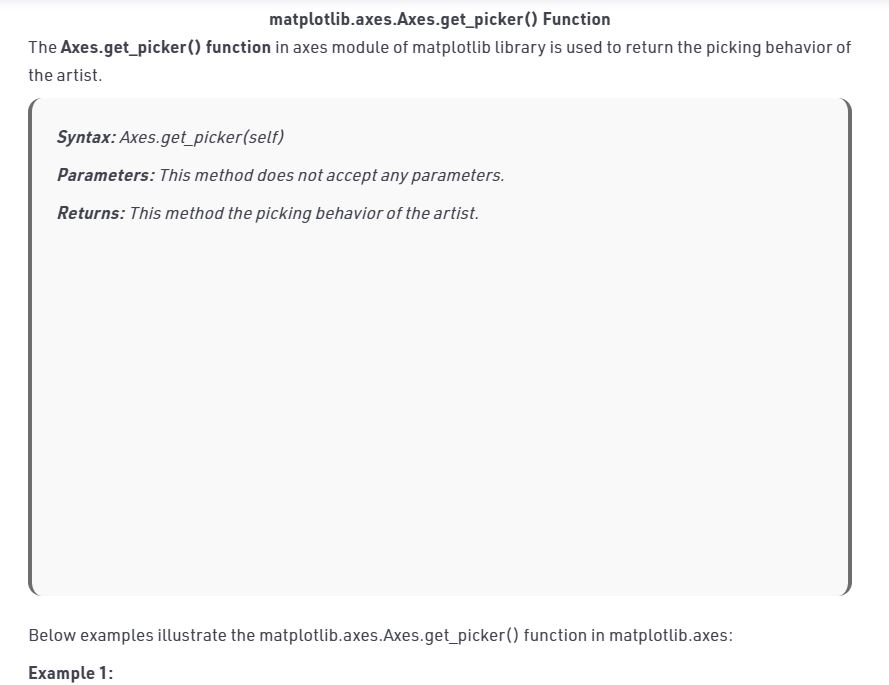 matplotlib.axes.Axes.get_picker() Function
The Axes.get_picker() function in axes module of matplotlib library is used to return the picking behavior of
the artist.
Syntax: Axes.get_picker(self)
Parameters: This method does not accept any parameters.
Returns: This method the picking behavior of the artist.
Below examples illustrate the matplotlib.axes.Axes.get_picker() function in matplotlib.axes:
Example 1: